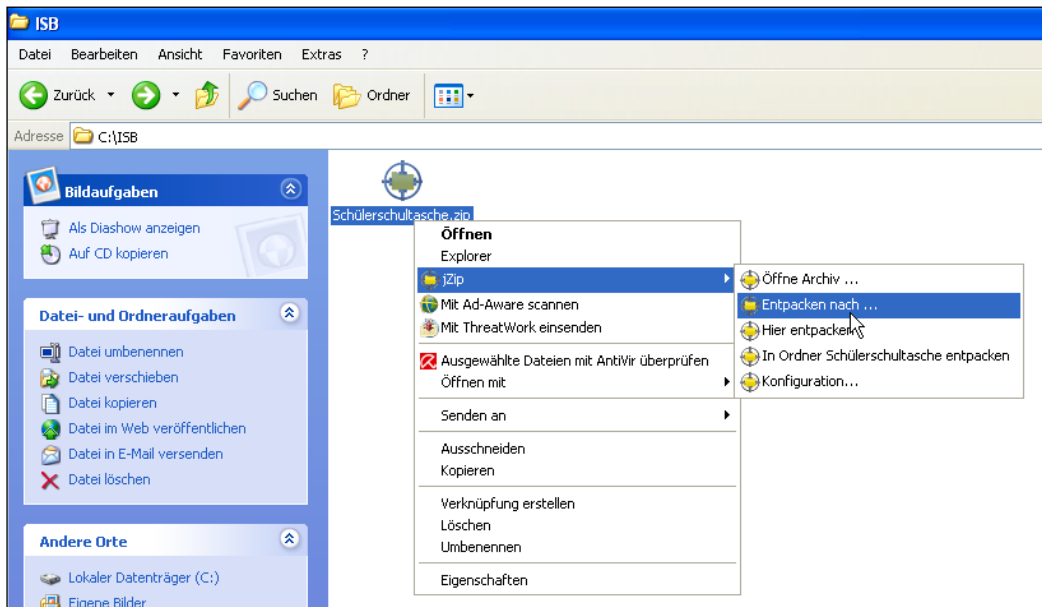 ISB
Datei Bearbeiten Ansicht Favoriten Extras ?
Zurück Suchen Ordner
Adresse C:\ISB
Bildaufgaben
Als Diashow anzeigen
Auf CD kopieren
Datei- und Ordneraufgaben
Datei umbenennen
Datei verschieben
Datei kopieren
Datei im Web veröffentlichen
Datei in E-Mail versenden
Datei löschen
Andere Orte
Lokaler Datenträger (C:)
Eigene Bilder
Schülerschultasche.zip
Öffnen
Explorer
jZip
Mit Ad-Aware scannen
Mit ThreatWork einsenden
Ausgewählte Dateien mit AntiVir überprüfen
Öffnen mit
Senden an
Ausschneiden
Kopieren
Verknüpfung erstellen
Löschen
Umbenennen
Eigenschaften
Öffne Archiv ...
Entpacken nach ...
Hier entpacken
In Ordner Schülerschultasche entpacken
Konfiguration...